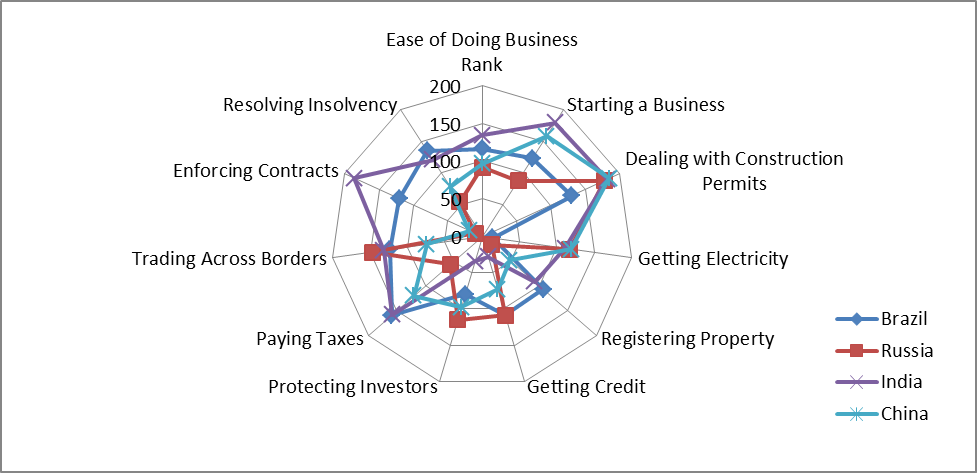 Ease of Doing Business
Rank
200
150
100
50
0
Starting a Business
Dealing with Construction
Permits
Getting Electricity
Registering Property
Getting Credit
Protecting Investors
Paying Taxes
Trading Across Borders
Enforcing Contracts
Resolving Insolvency
Brazil
Russia
India
China